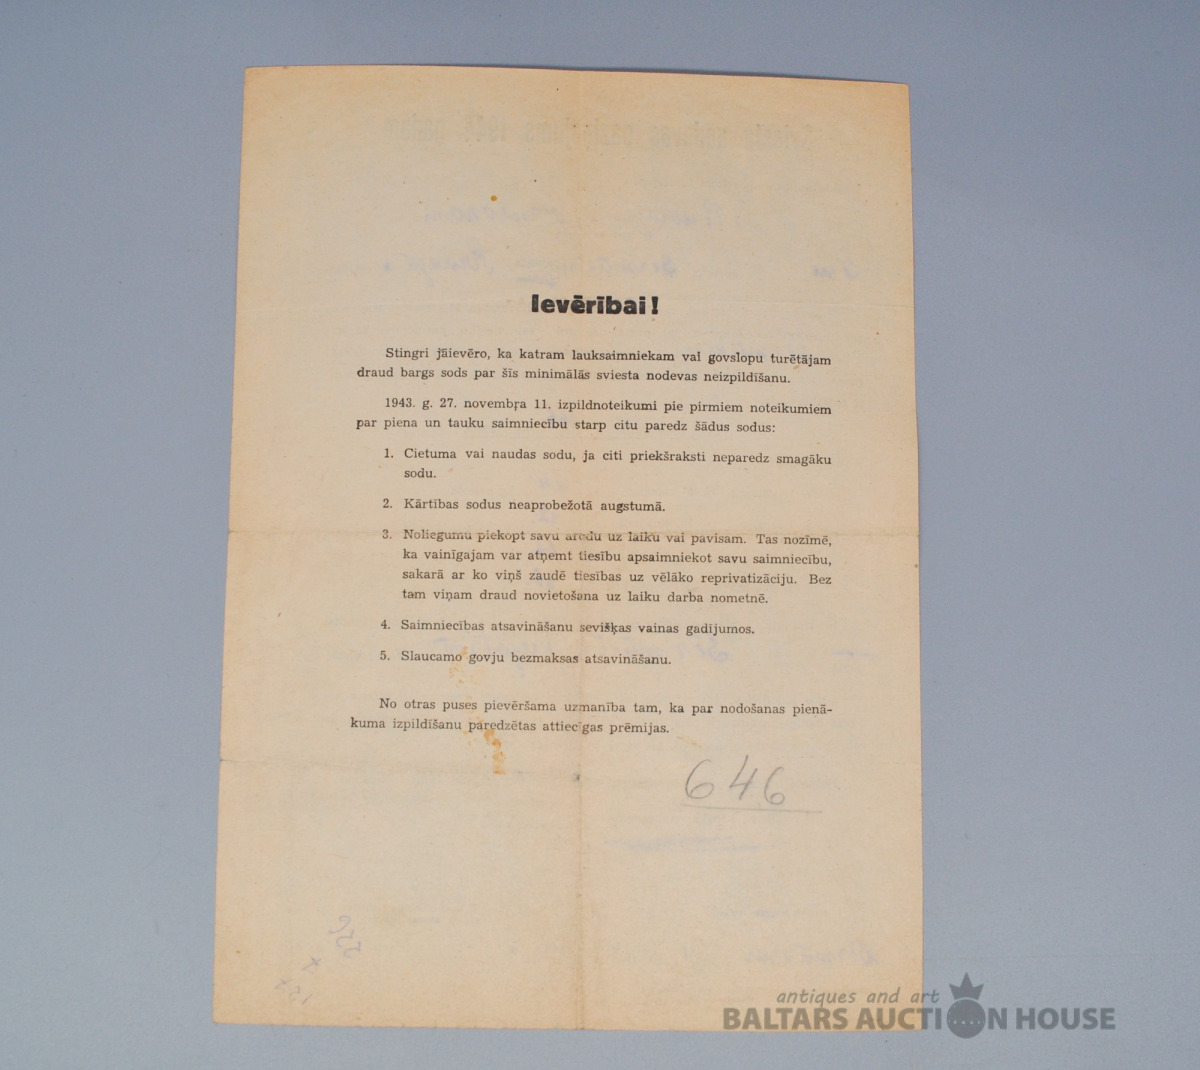 Ievērībai!
Stingri jāievēro, ka katram lauksaimniekam vai govslopu turētājam
draud bargs sods par šīs minimālās sviesta nodevas neizpildīšanu.
1943. g. 27. novembŗa 11. izpildnoteikumi pie pirmiem noteikumiem
par piena un tauku saimniecību starp citu paredz šādus sodus:
1. Cietuma vai naudas sodu, ja citi priekšraksti neparedz smagāku
sodu.
2. Kārtības sodus neaprobežotā augstumā.
3. Noliegumu piekopt savu arodu uz laiku vai pavisam. Tas nozīmē,
ka vainīgajam var atņemt tiesību apsaimniekot savu saimniecību,
sakarā ar ko viņš zaudē tiesības uz vēlāko reprivatizāciju. Bez
tam viņam draud novietošana uz laiku darba nometnē.
4. Saimniecības atsavināšanu sevišķas vainas gadījumos.
5. Slaucamo govju bezmaksas atsavināšanu.
No otras puses pievēršama uzmanība tam, ka par nodošanas pienā-
kuma izpildīšanu paredzētas attiecīgas prēmijas.
646
antiques and art
BALTARS AUCTION HOUSE